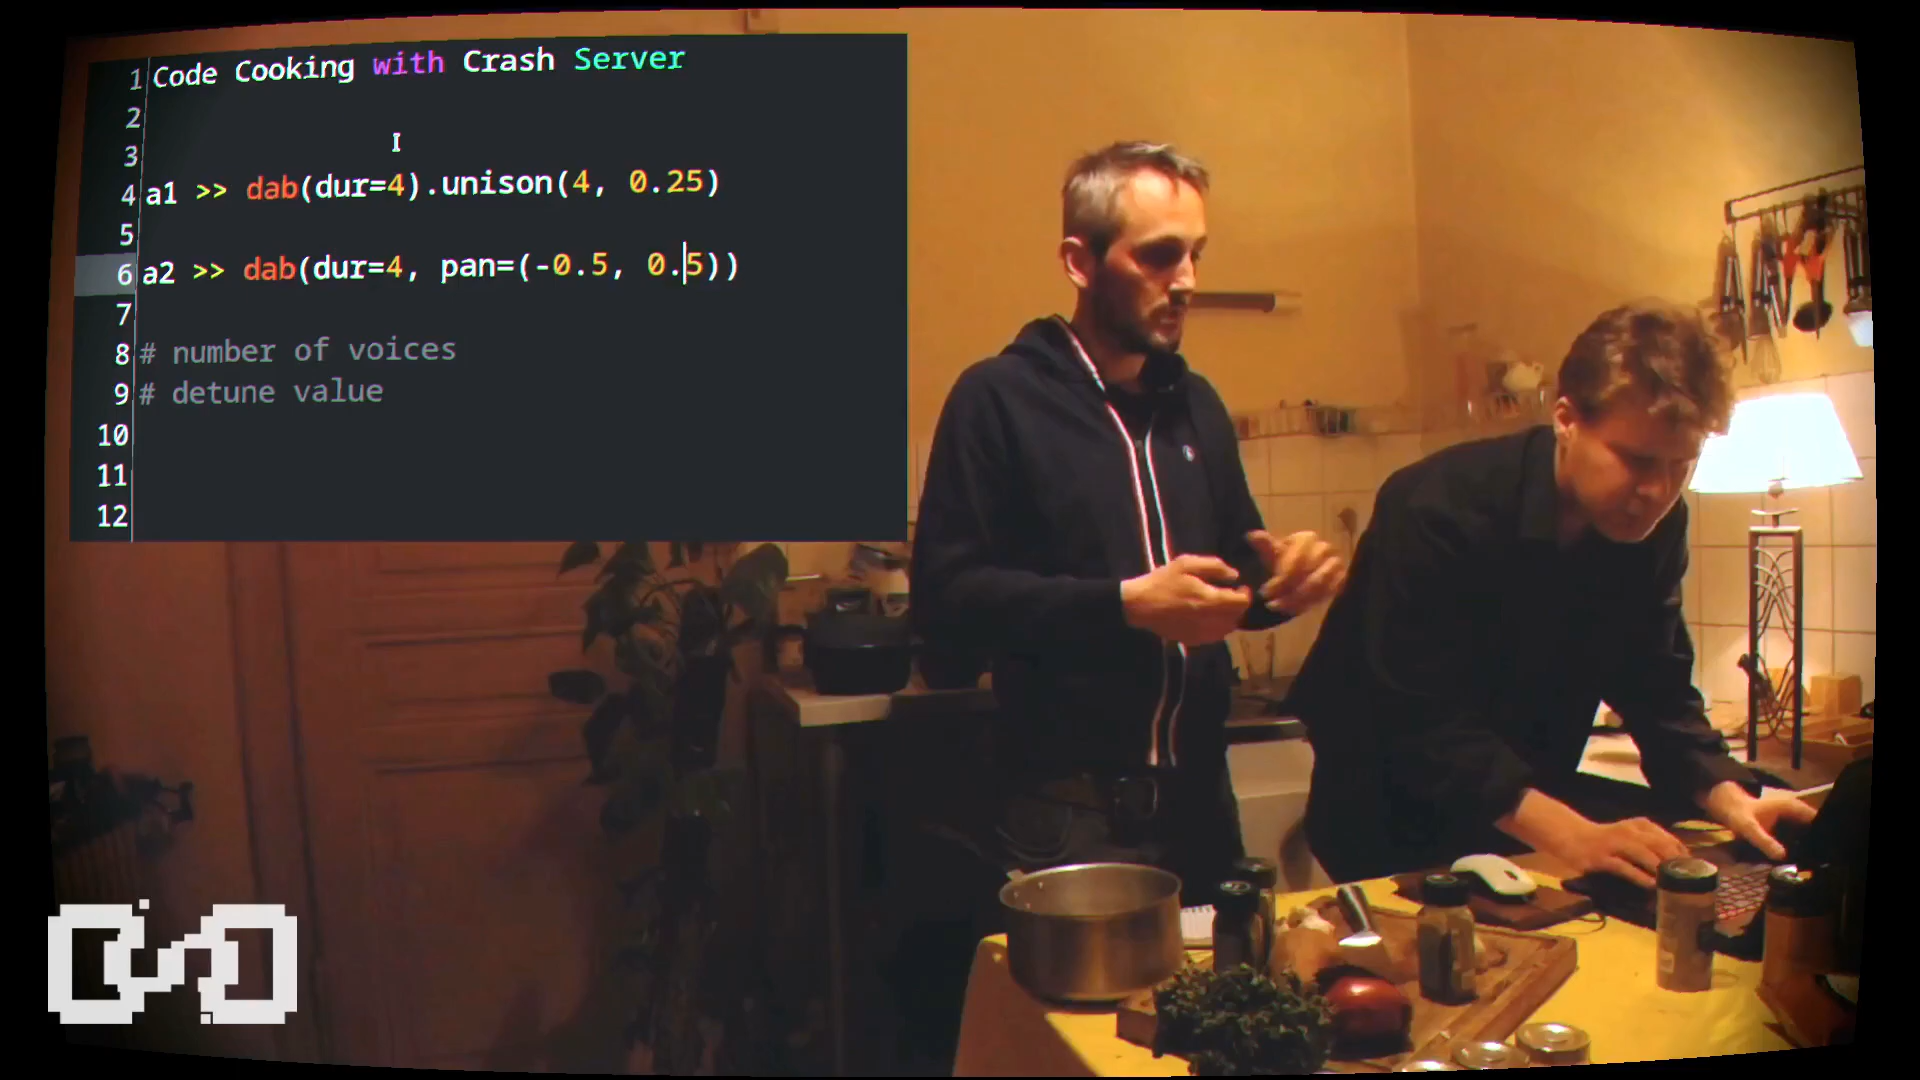 1 Code Cooking with Crash Server
2
3
4 a1 >> dab(dur=4).unison(4, 0.25)
5
6 a2 >> dab(dur=4, pan=(-0.5, 0.5))
7
8 # number of voices
9 # detune value
10
11
12